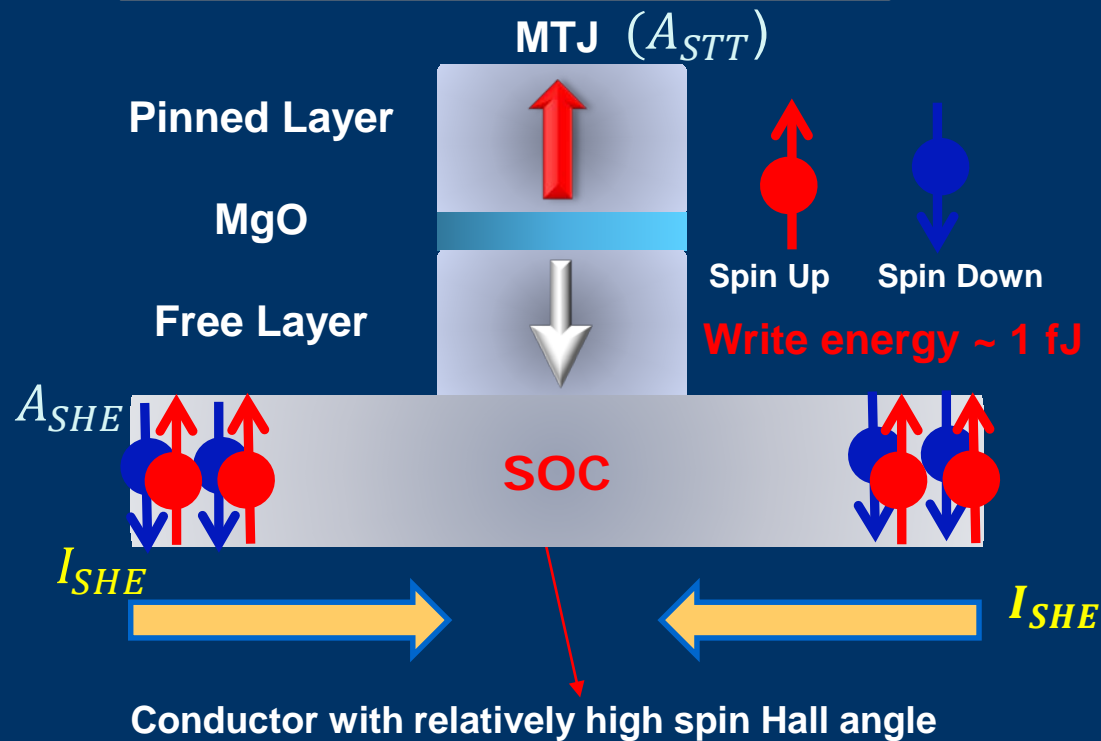 MTJ (A_STT)
Pinned Layer
MgO
Spin Up Spin Down
Free Layer
Write energy ~ 1 fJ
A_SHE
SOC
I_SHE
I_SHE
Conductor with relatively high spin Hall angle